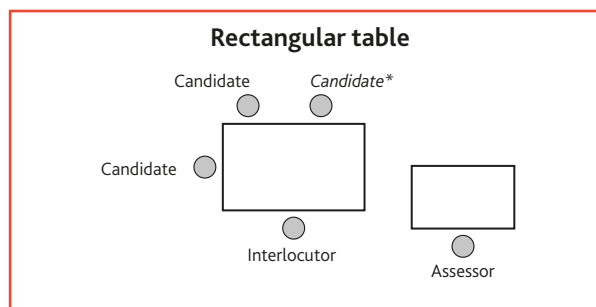 Rectangular table
Candidate
Candidate*
Candidate
Interlocutor
Assessor